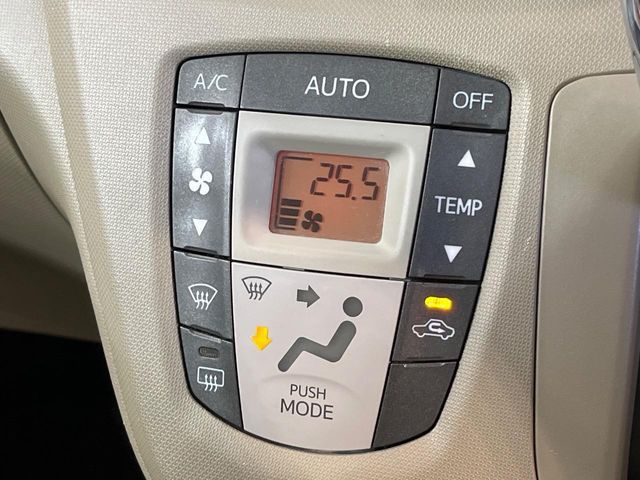 A/C
AUTO
OFF
25.5
TEMP
PUSH
MODE